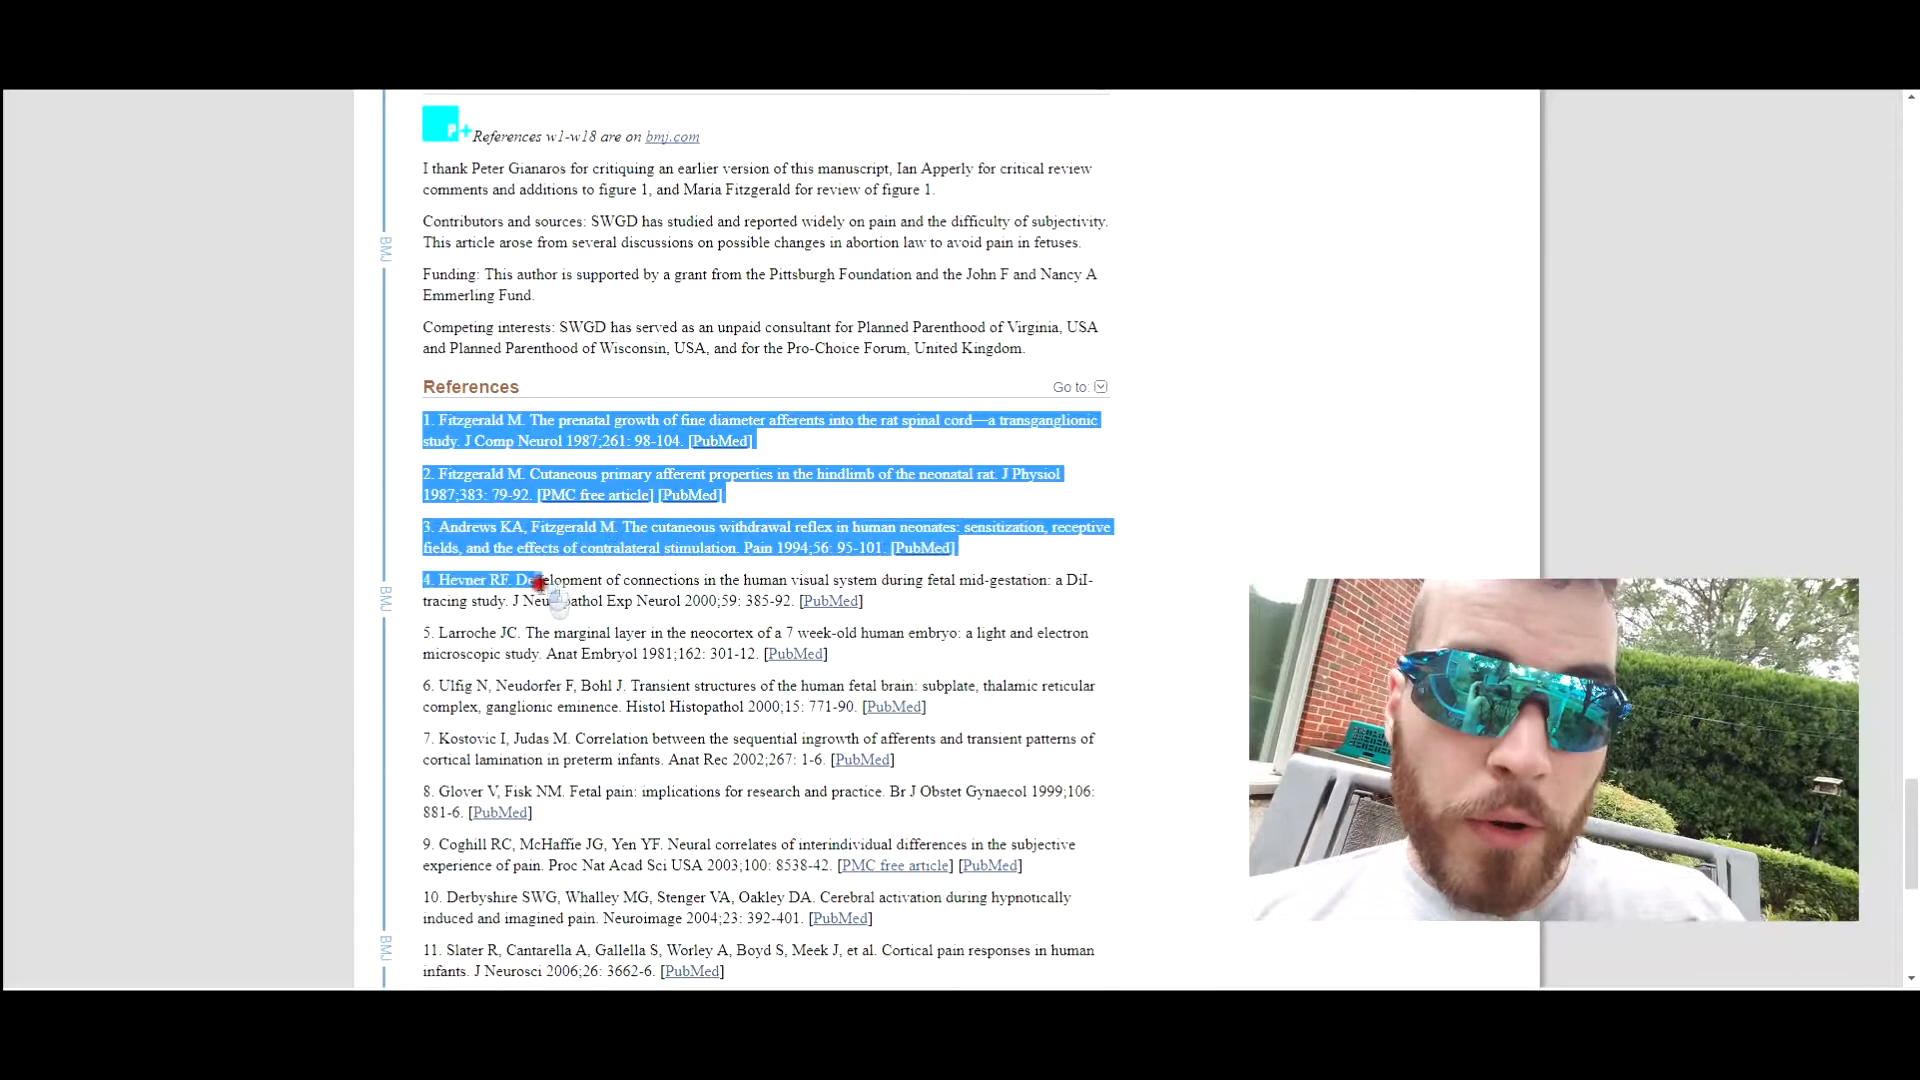 P+ References w1-w18 are on bmj.com
I thank Peter Gianaros for critiquing an earlier version of this manuscript, Ian Apperly for critical review
comments and additions to figure 1, and Maria Fitzgerald for review of figure 1.
Contributors and sources: SWGD has studied and reported widely on pain and the difficulty of subjectivity.
This article arose from several discussions on possible changes in abortion law to avoid pain in fetuses.
Funding: This author is supported by a grant from the Pittsburgh Foundation and the John F and Nancy A
Emmerling Fund.
Competing interests: SWGD has served as an unpaid consultant for Planned Parenthood of Virginia, USA
and Planned Parenthood of Wisconsin, USA, and for the Pro-Choice Forum, United Kingdom.
References Go to:
1. Fitzgerald M. The prenatal growth of fine diameter afferents into the rat spinal cord—a transganglionic
study. J Comp Neurol 1987;261: 98-104. [PubMed]
2. Fitzgerald M. Cutaneous primary afferent properties in the hindlimb of the neonatal rat. J Physiol
1987;383: 79-92. [PMC free article] [PubMed]
3. Andrews KA, Fitzgerald M. The cutaneous withdrawal reflex in human neonates: sensitization, receptive
fields, and the effects of contralateral stimulation. Pain 1994;56: 95-101. [PubMed]
4. Hevner RF. Development of connections in the human visual system during fetal mid-gestation: a DiI-
tracing study. J Neuropathol Exp Neurol 2000;59: 385-92. [PubMed]
5. Larroche JC. The marginal layer in the neocortex of a 7 week-old human embryo: a light and electron
microscopic study. Anat Embryol 1981;162: 301-12. [PubMed]
6. Ulfig N, Neudorfer F, Bohl J. Transient structures of the human fetal brain: subplate, thalamic reticular
complex, ganglionic eminence. Histol Histopathol 2000;15: 771-90. [PubMed]
7. Kostovic I, Judas M. Correlation between the sequential ingrowth of afferents and transient patterns of
cortical lamination in preterm infants. Anat Rec 2002;267: 1-6. [PubMed]
8. Glover V, Fisk NM. Fetal pain: implications for research and practice. Br J Obstet Gynaecol 1999;106:
881-6. [PubMed]
9. Coghill RC, McHaffie JG, Yen YF. Neural correlates of interindividual differences in the subjective
experience of pain. Proc Nat Acad Sci USA 2003;100: 8538-42. [PMC free article] [PubMed]
10. Derbyshire SWG, Whalley MG, Stenger VA, Oakley DA. Cerebral activation during hypnotically
induced and imagined pain. Neuroimage 2004;23: 392-401. [PubMed]
11. Slater R, Cantarella A, Gallella S, Worley A, Boyd S, Meek J, et al. Cortical pain responses in human
infants. J Neurosci 2006;26: 3662-6. [PubMed]
BMJ
BMJ
BMJ